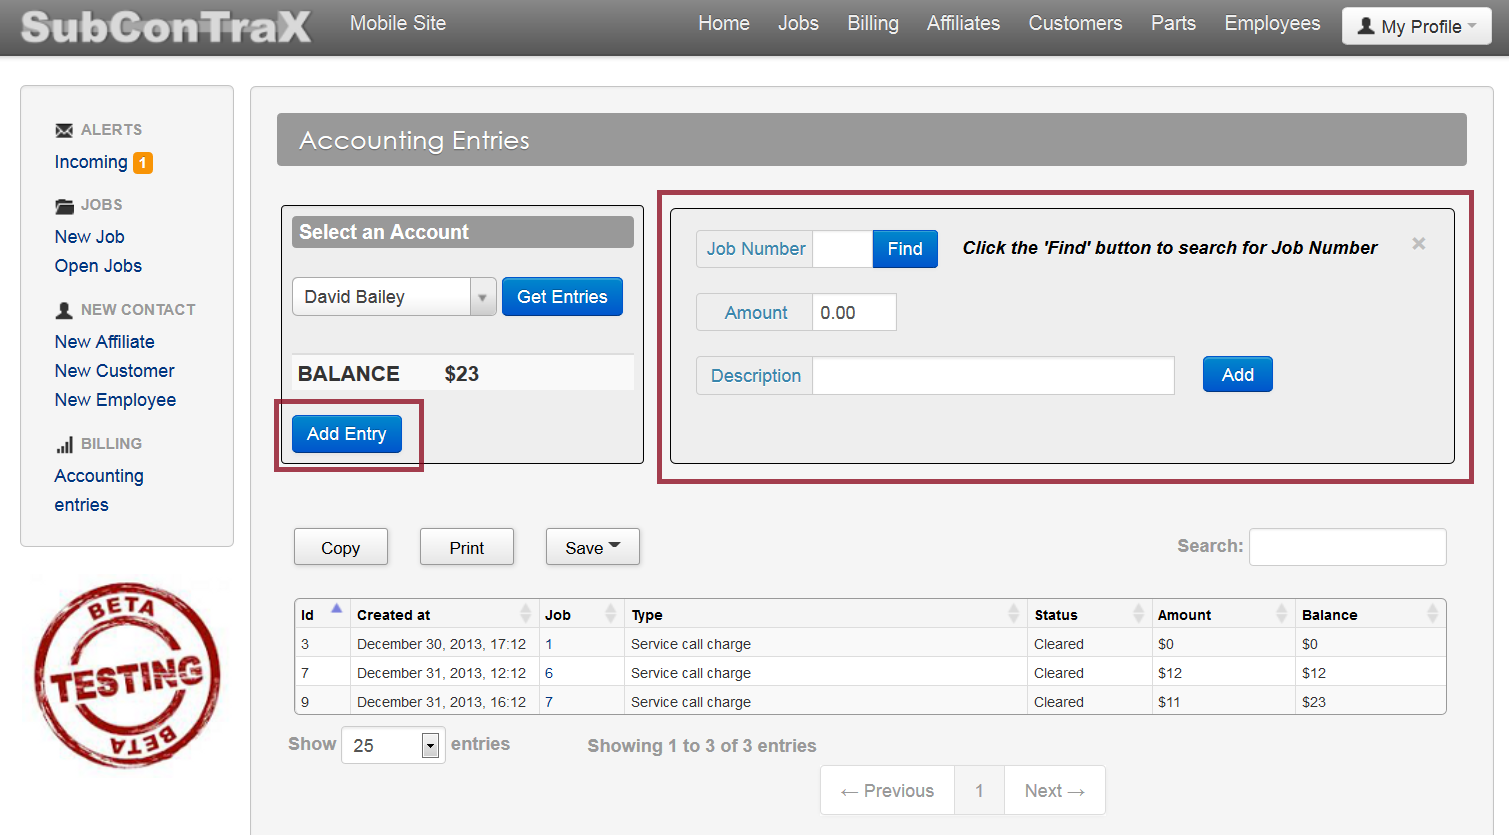 SubConTraX Mobile Site Home Jobs Billing Affiliates Customers Parts Employees My Profile
ALERTS
Incoming 1
JOBS
New Job
Open Jobs
NEW CONTACT
New Affiliate
New Customer
New Employee
BILLING
Accounting
entries
BETA
TESTING
BETA
Accounting Entries
Select an Account
David Bailey Get Entries
BALANCE $23
Add Entry
Job Number Find Click the 'Find' button to search for Job Number ×
Amount 0.00
Description Add
Copy Print Save Search:
Id Created at Job Type Status Amount Balance
3 December 30, 2013, 17:12 1 Service call charge Cleared $0 $0
7 December 31, 2013, 12:12 6 Service call charge Cleared $12 $12
9 December 31, 2013, 16:12 7 Service call charge Cleared $11 $23
Show 25 entries Showing 1 to 3 of 3 entries
← Previous 1 Next →